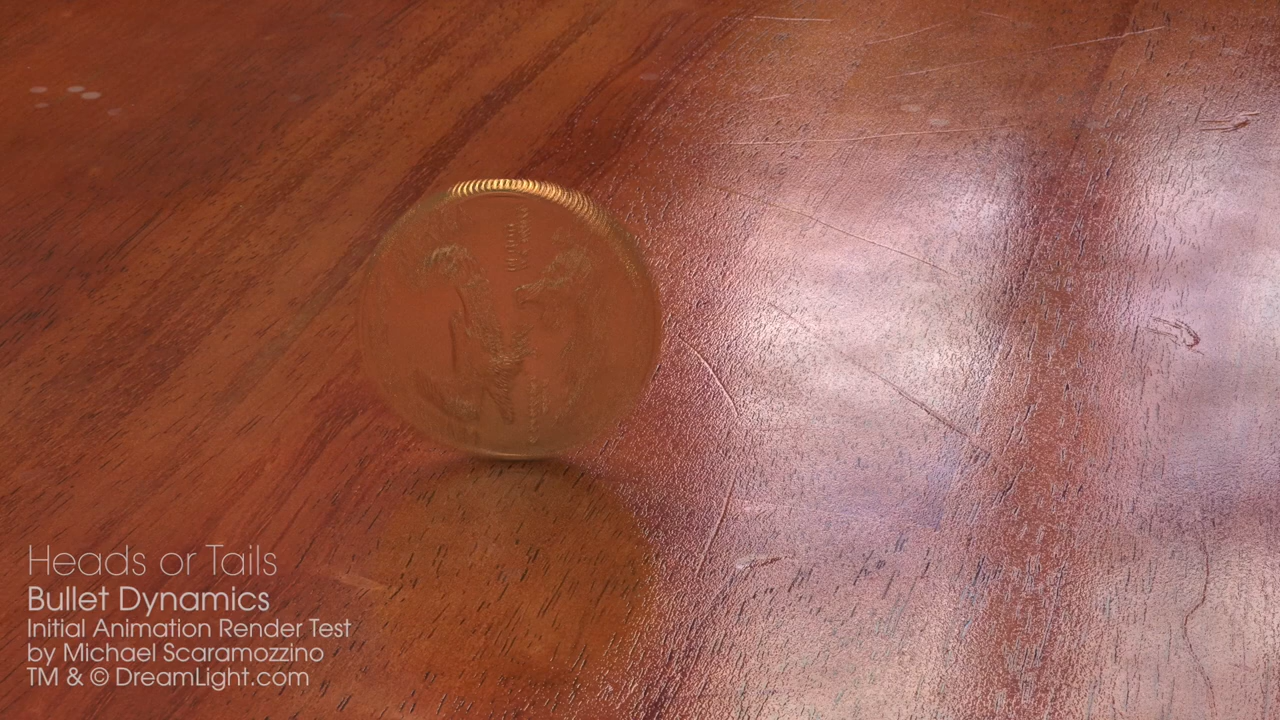 Heads or Tails
Bullet Dynamics
Initial Animation Render Test
by Michael Scaramozzino
TM & © DreamLight.com